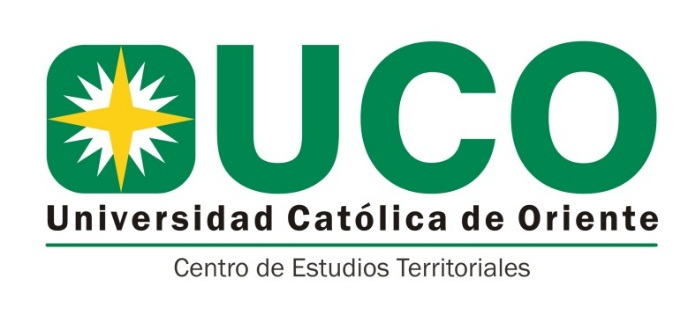 UCO
Universidad Católica de Oriente
Centro de Estudios Territoriales